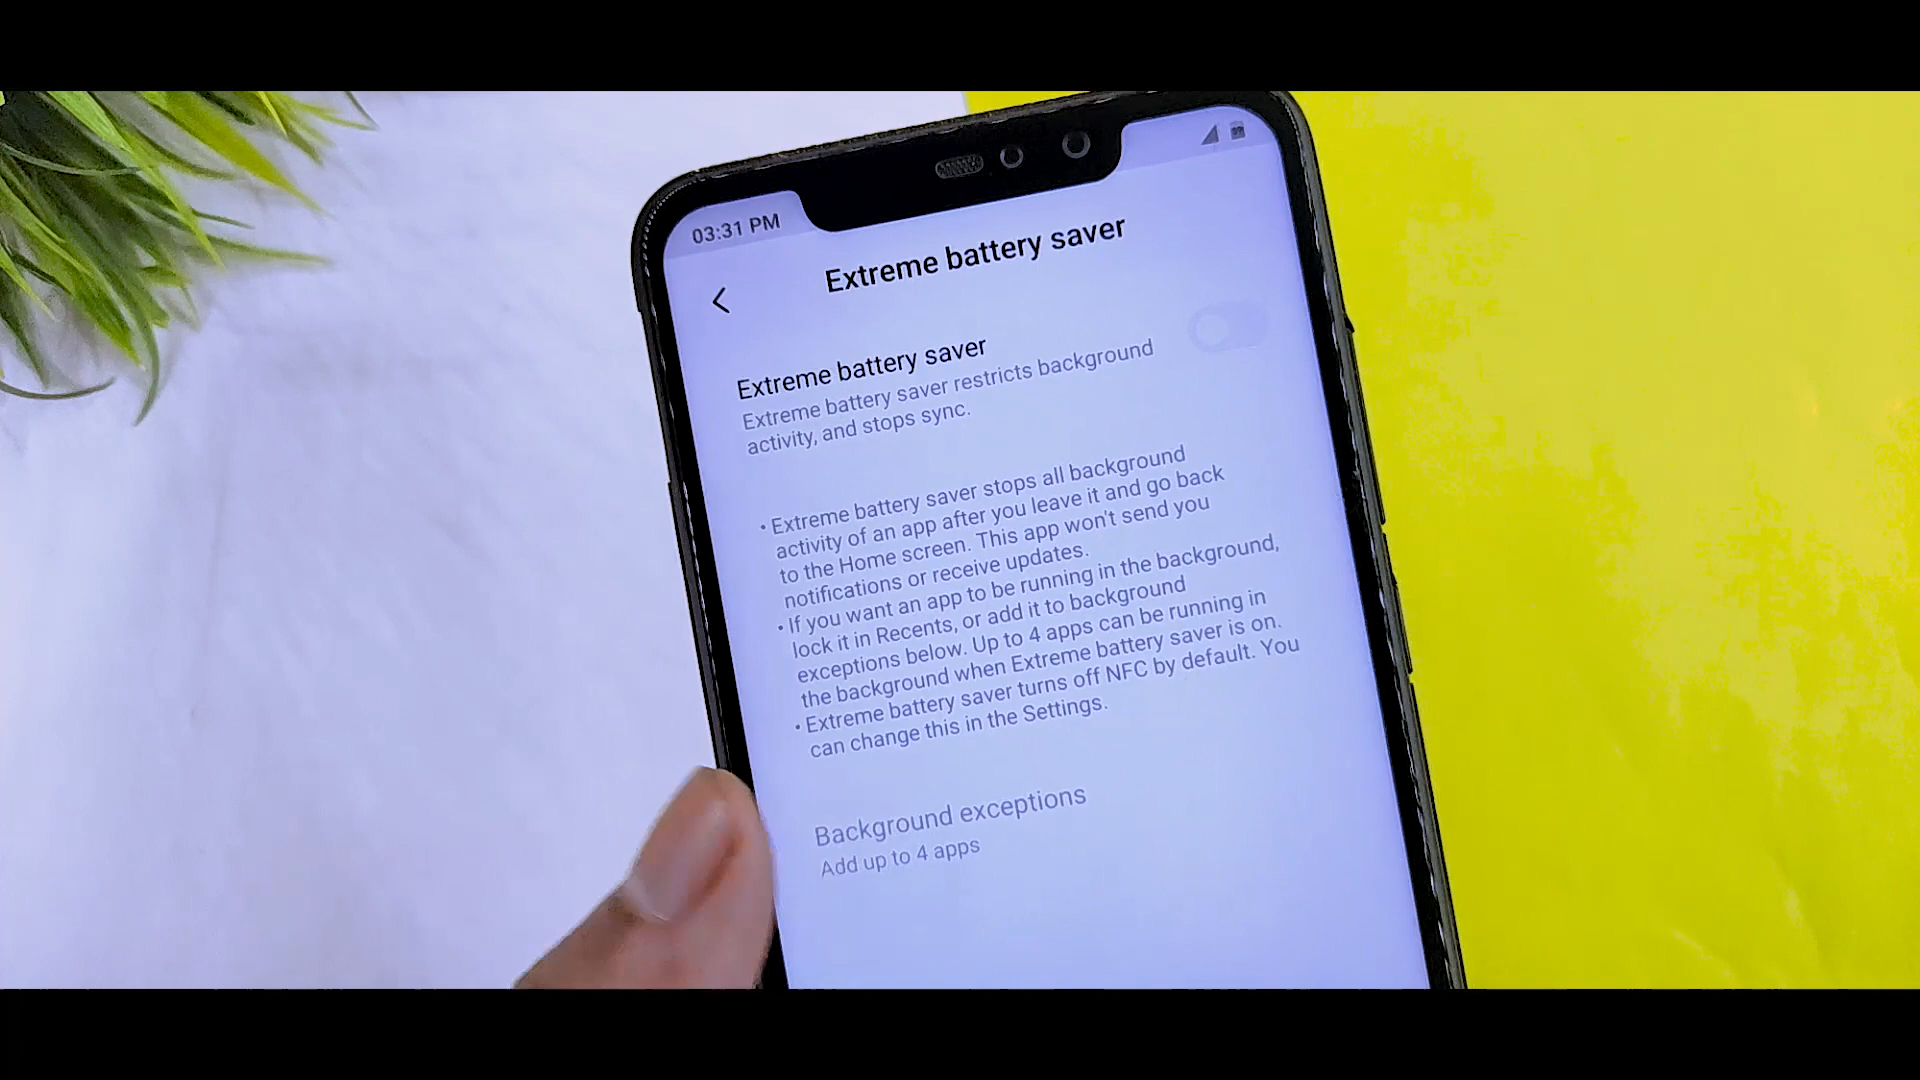 03:31 PM
Extreme battery saver
Extreme battery saver
Extreme battery saver restricts background
activity, and stops sync.
• Extreme battery saver stops all background
activity of an app after you leave it and go back
to the Home screen. This app won't send you
notifications or receive updates.
• If you want an app to be running in the background,
lock it in Recents, or add it to background
exceptions below. Up to 4 apps can be running in
the background when Extreme battery saver is on.
• Extreme battery saver turns off NFC by default. You
can change this in the Settings.
Background exceptions
Add up to 4 apps